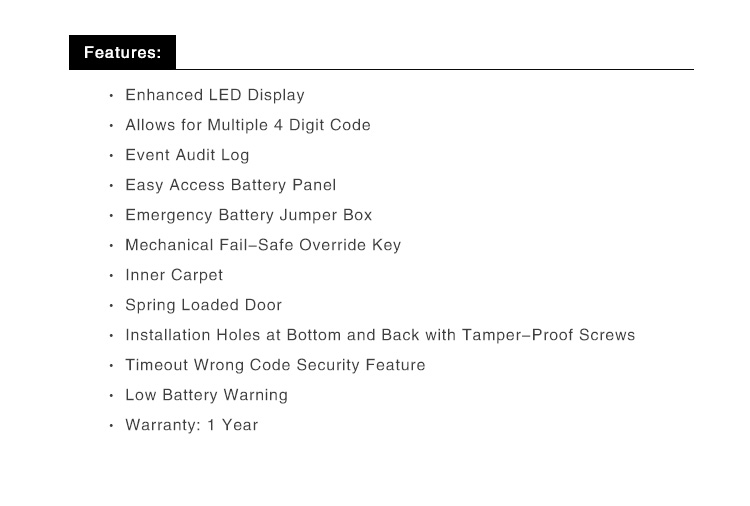 Features:
• Enhanced LED Display
• Allows for Multiple 4 Digit Code
• Event Audit Log
• Easy Access Battery Panel
• Emergency Battery Jumper Box
• Mechanical Fail–Safe Override Key
• Inner Carpet
• Spring Loaded Door
• Installation Holes at Bottom and Back with Tamper–Proof Screws
• Timeout Wrong Code Security Feature
• Low Battery Warning
• Warranty: 1 Year